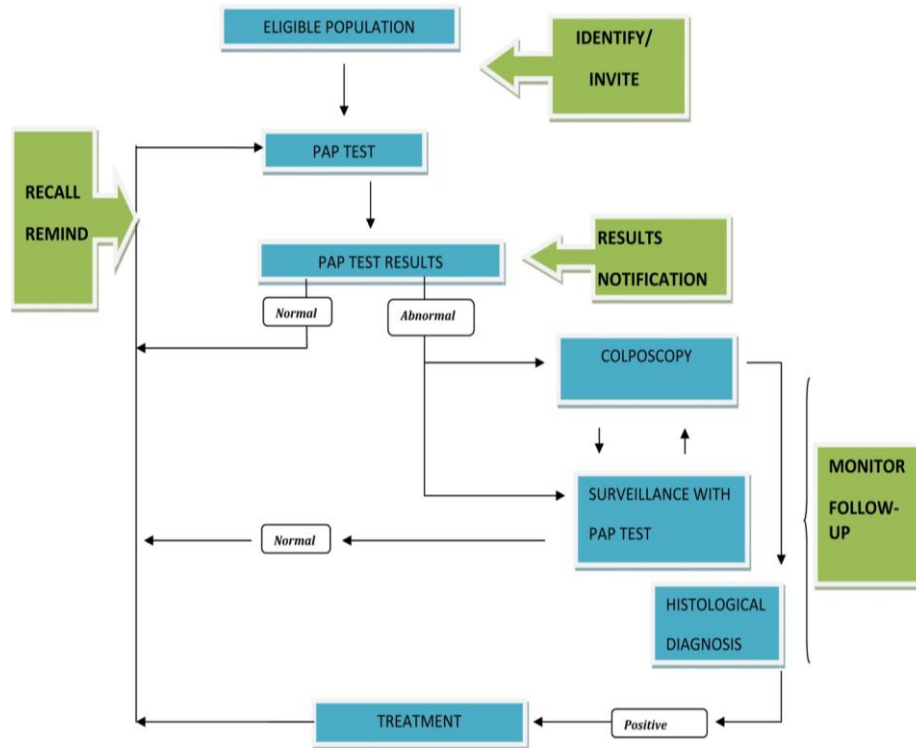 ELIGIBLE POPULATION
IDENTIFY/
INVITE
PAP TEST
RECALL
REMIND
PAP TEST RESULTS
RESULTS
NOTIFICATION
Normal
Abnormal
COLPOSCOPY
SURVEILLANCE WITH
PAP TEST
MONITOR
FOLLOW-
UP
Normal
HISTOLOGICAL
DIAGNOSIS
TREATMENT
Positive